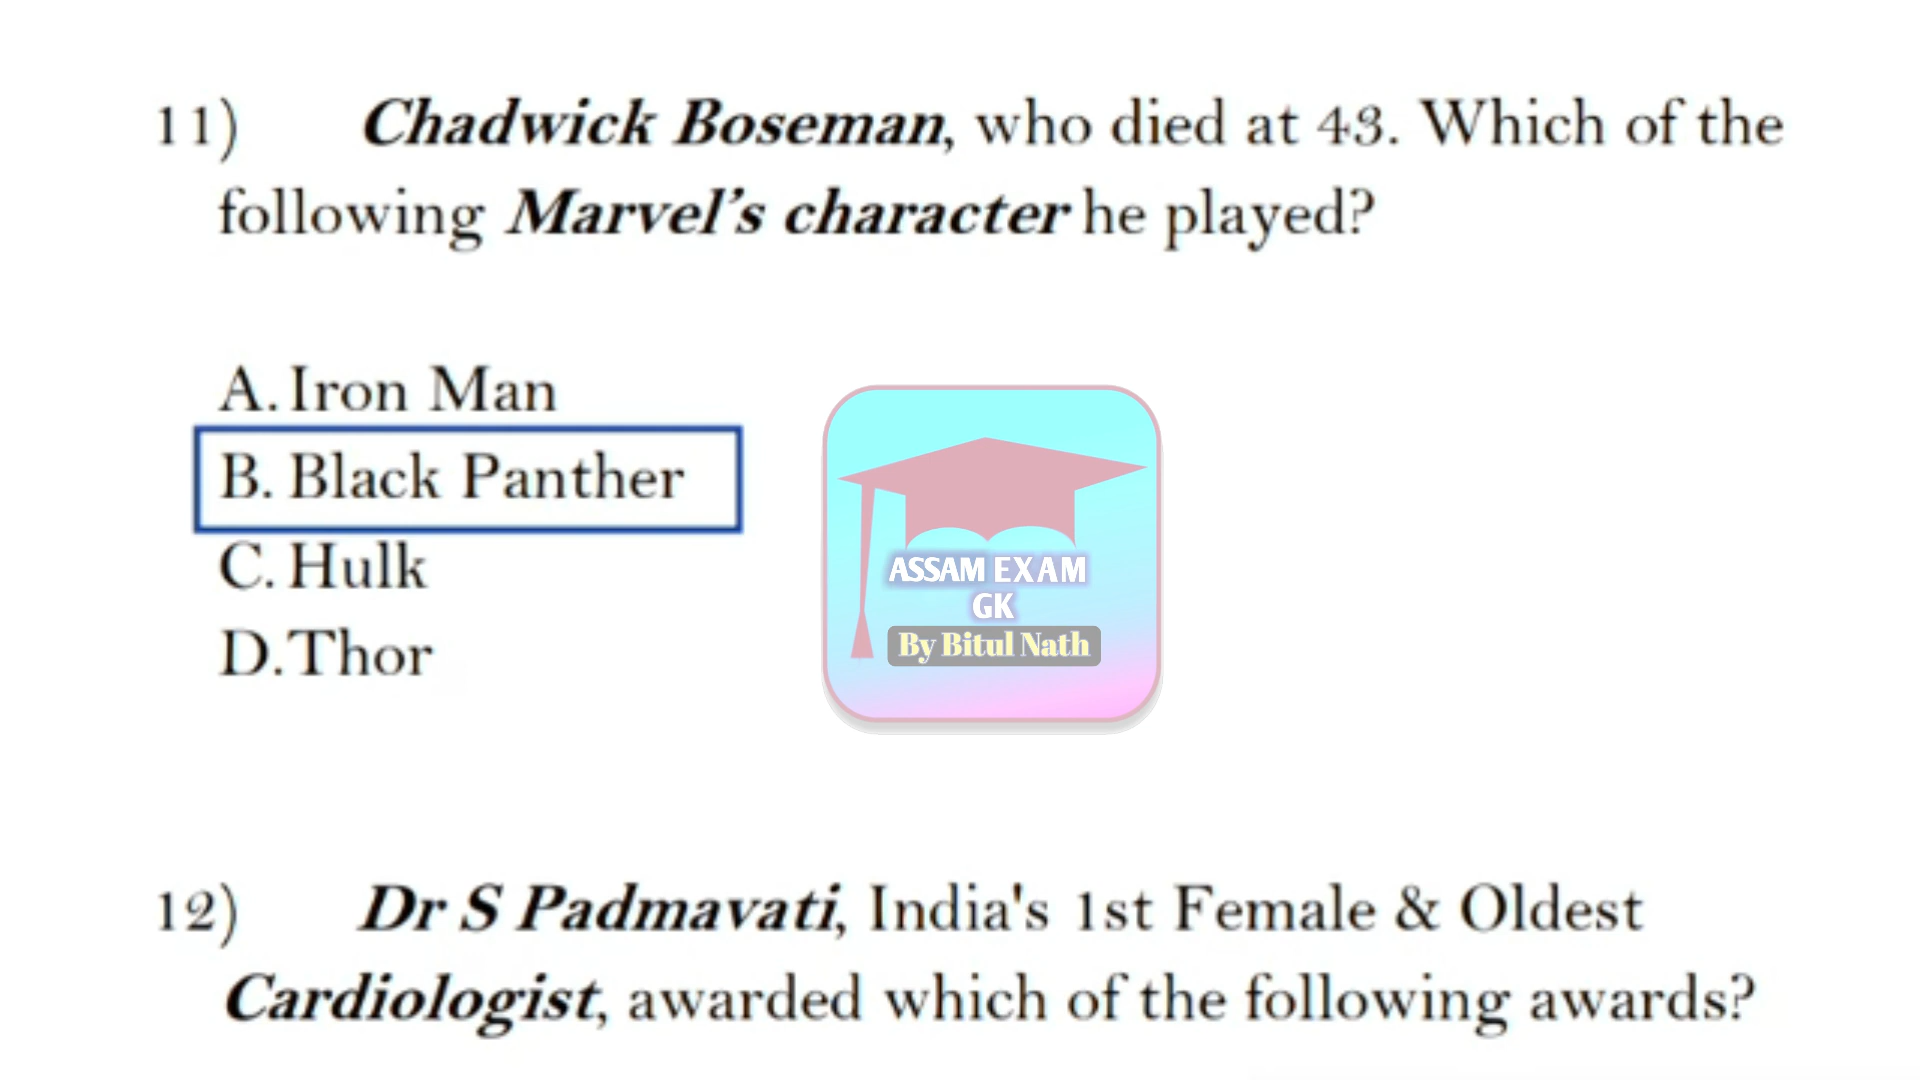 11) Chadwick Boseman, who died at 43. Which of the
following Marvel's character he played?
A. Iron Man
B. Black Panther
C. Hulk
D. Thor
ASSAM EXAM
GK
By Bitul Nath
12) Dr S Padmavati, India's 1st Female & Oldest
Cardiologist, awarded which of the following awards?